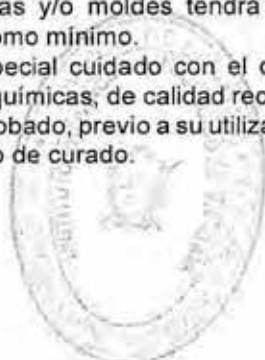 as y/o moldes tendrá
omo mínimo.
pecial cuidado con el c
químicas, de calidad rec
obado, previo a su utiliza
o de curado.